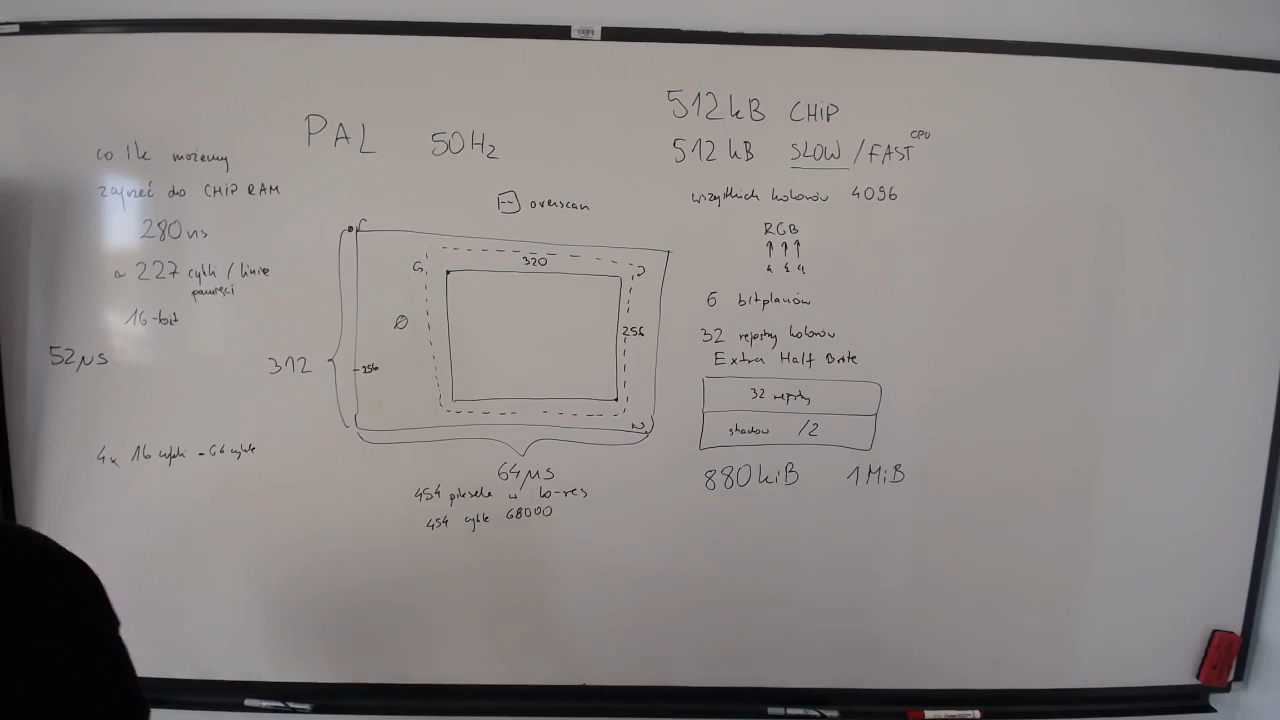 PAL 50Hz
512 kB CHIP
512 kB SLOW / FAST CPU
wszystkich kolorów 4096
RGB
4 4 4
6 bitplanów
32 rejestry kolorów
Extra Half Brite
32 rejestry
shadow /2
880 kiB 1 MiB
co ile możemy
zajrzeć do CHIP RAM
280 ns
~ 227 cykli / linię
pamięci
16-bit
52 µs
4x 16 cykli - 64 cykle
overscan
320
256
312
256
64 µs
454 piksele w lo-res
454 cykle 68000